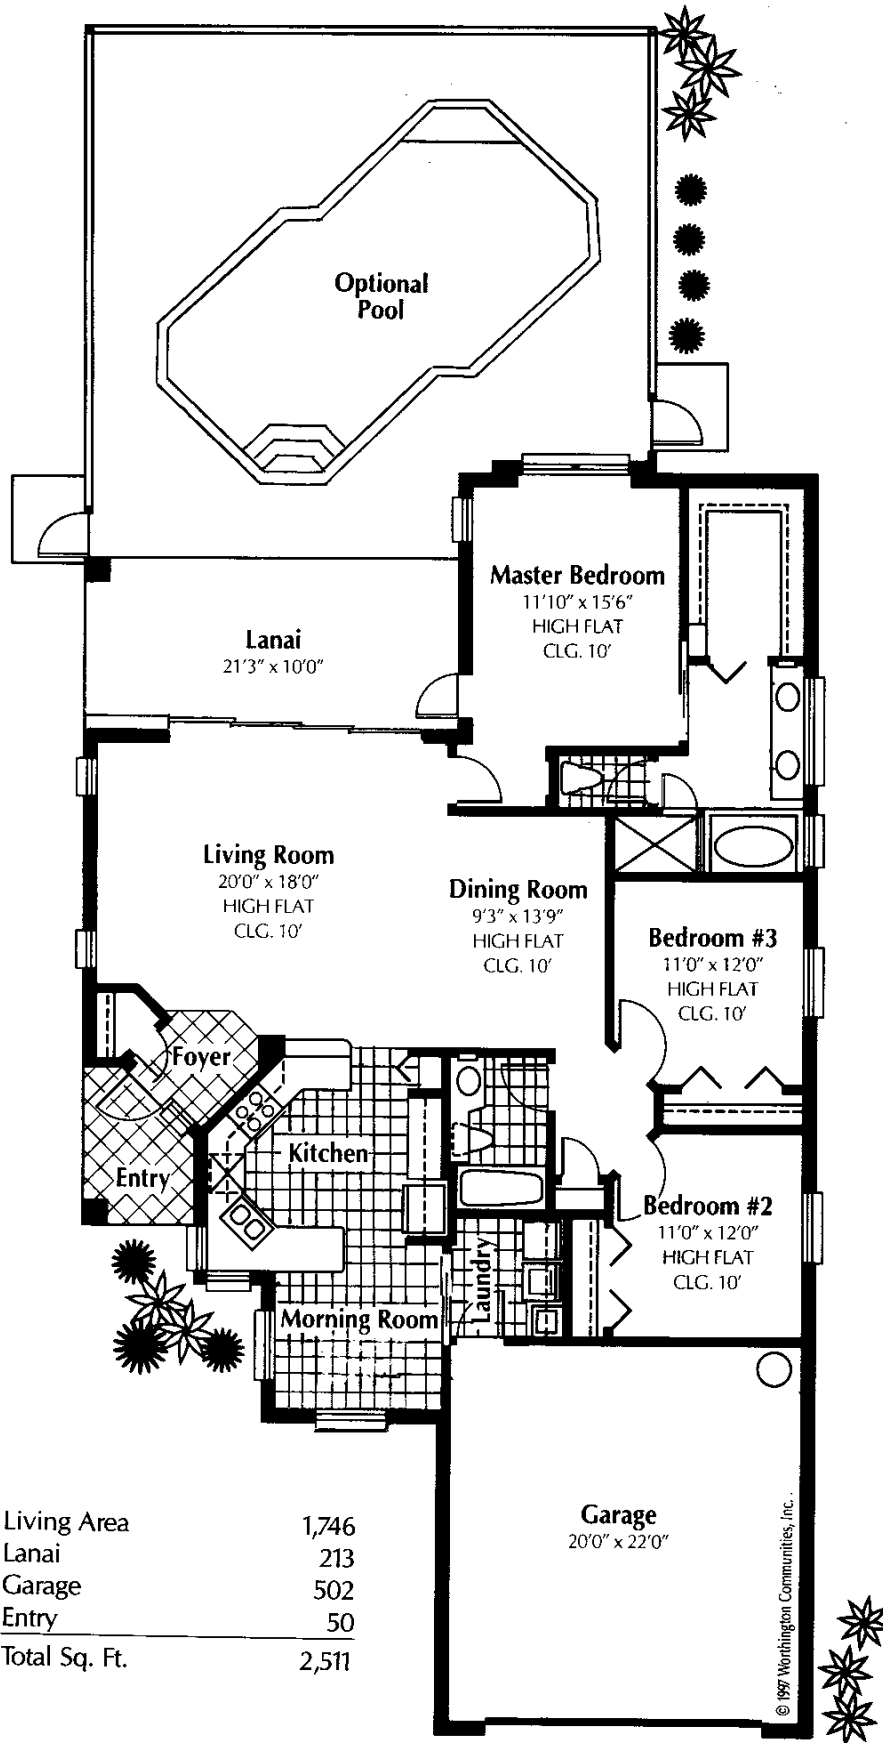 Optional
Pool
Master Bedroom
11'10" x 15'6"
HIGH FLAT
CLG. 10'
Lanai
21'3" x 10'0"
Living Room
20'0" x 18'0"
HIGH FLAT
CLG. 10'
Dining Room
9'3" x 13'9"
HIGH FLAT
CLG. 10'
Bedroom #3
11'0" x 12'0"
HIGH FLAT
CLG. 10'
Foyer
Kitchen
Entry
Bedroom #2
11'0" x 12'0"
HIGH FLAT
CLG. 10'
Laundry
Morning Room
Garage
20'0" x 22'0"
Living Area 1,746
Lanai 213
Garage 502
Entry 50
Total Sq. Ft. 2,511
© 1997 Worthington Communities, Inc.